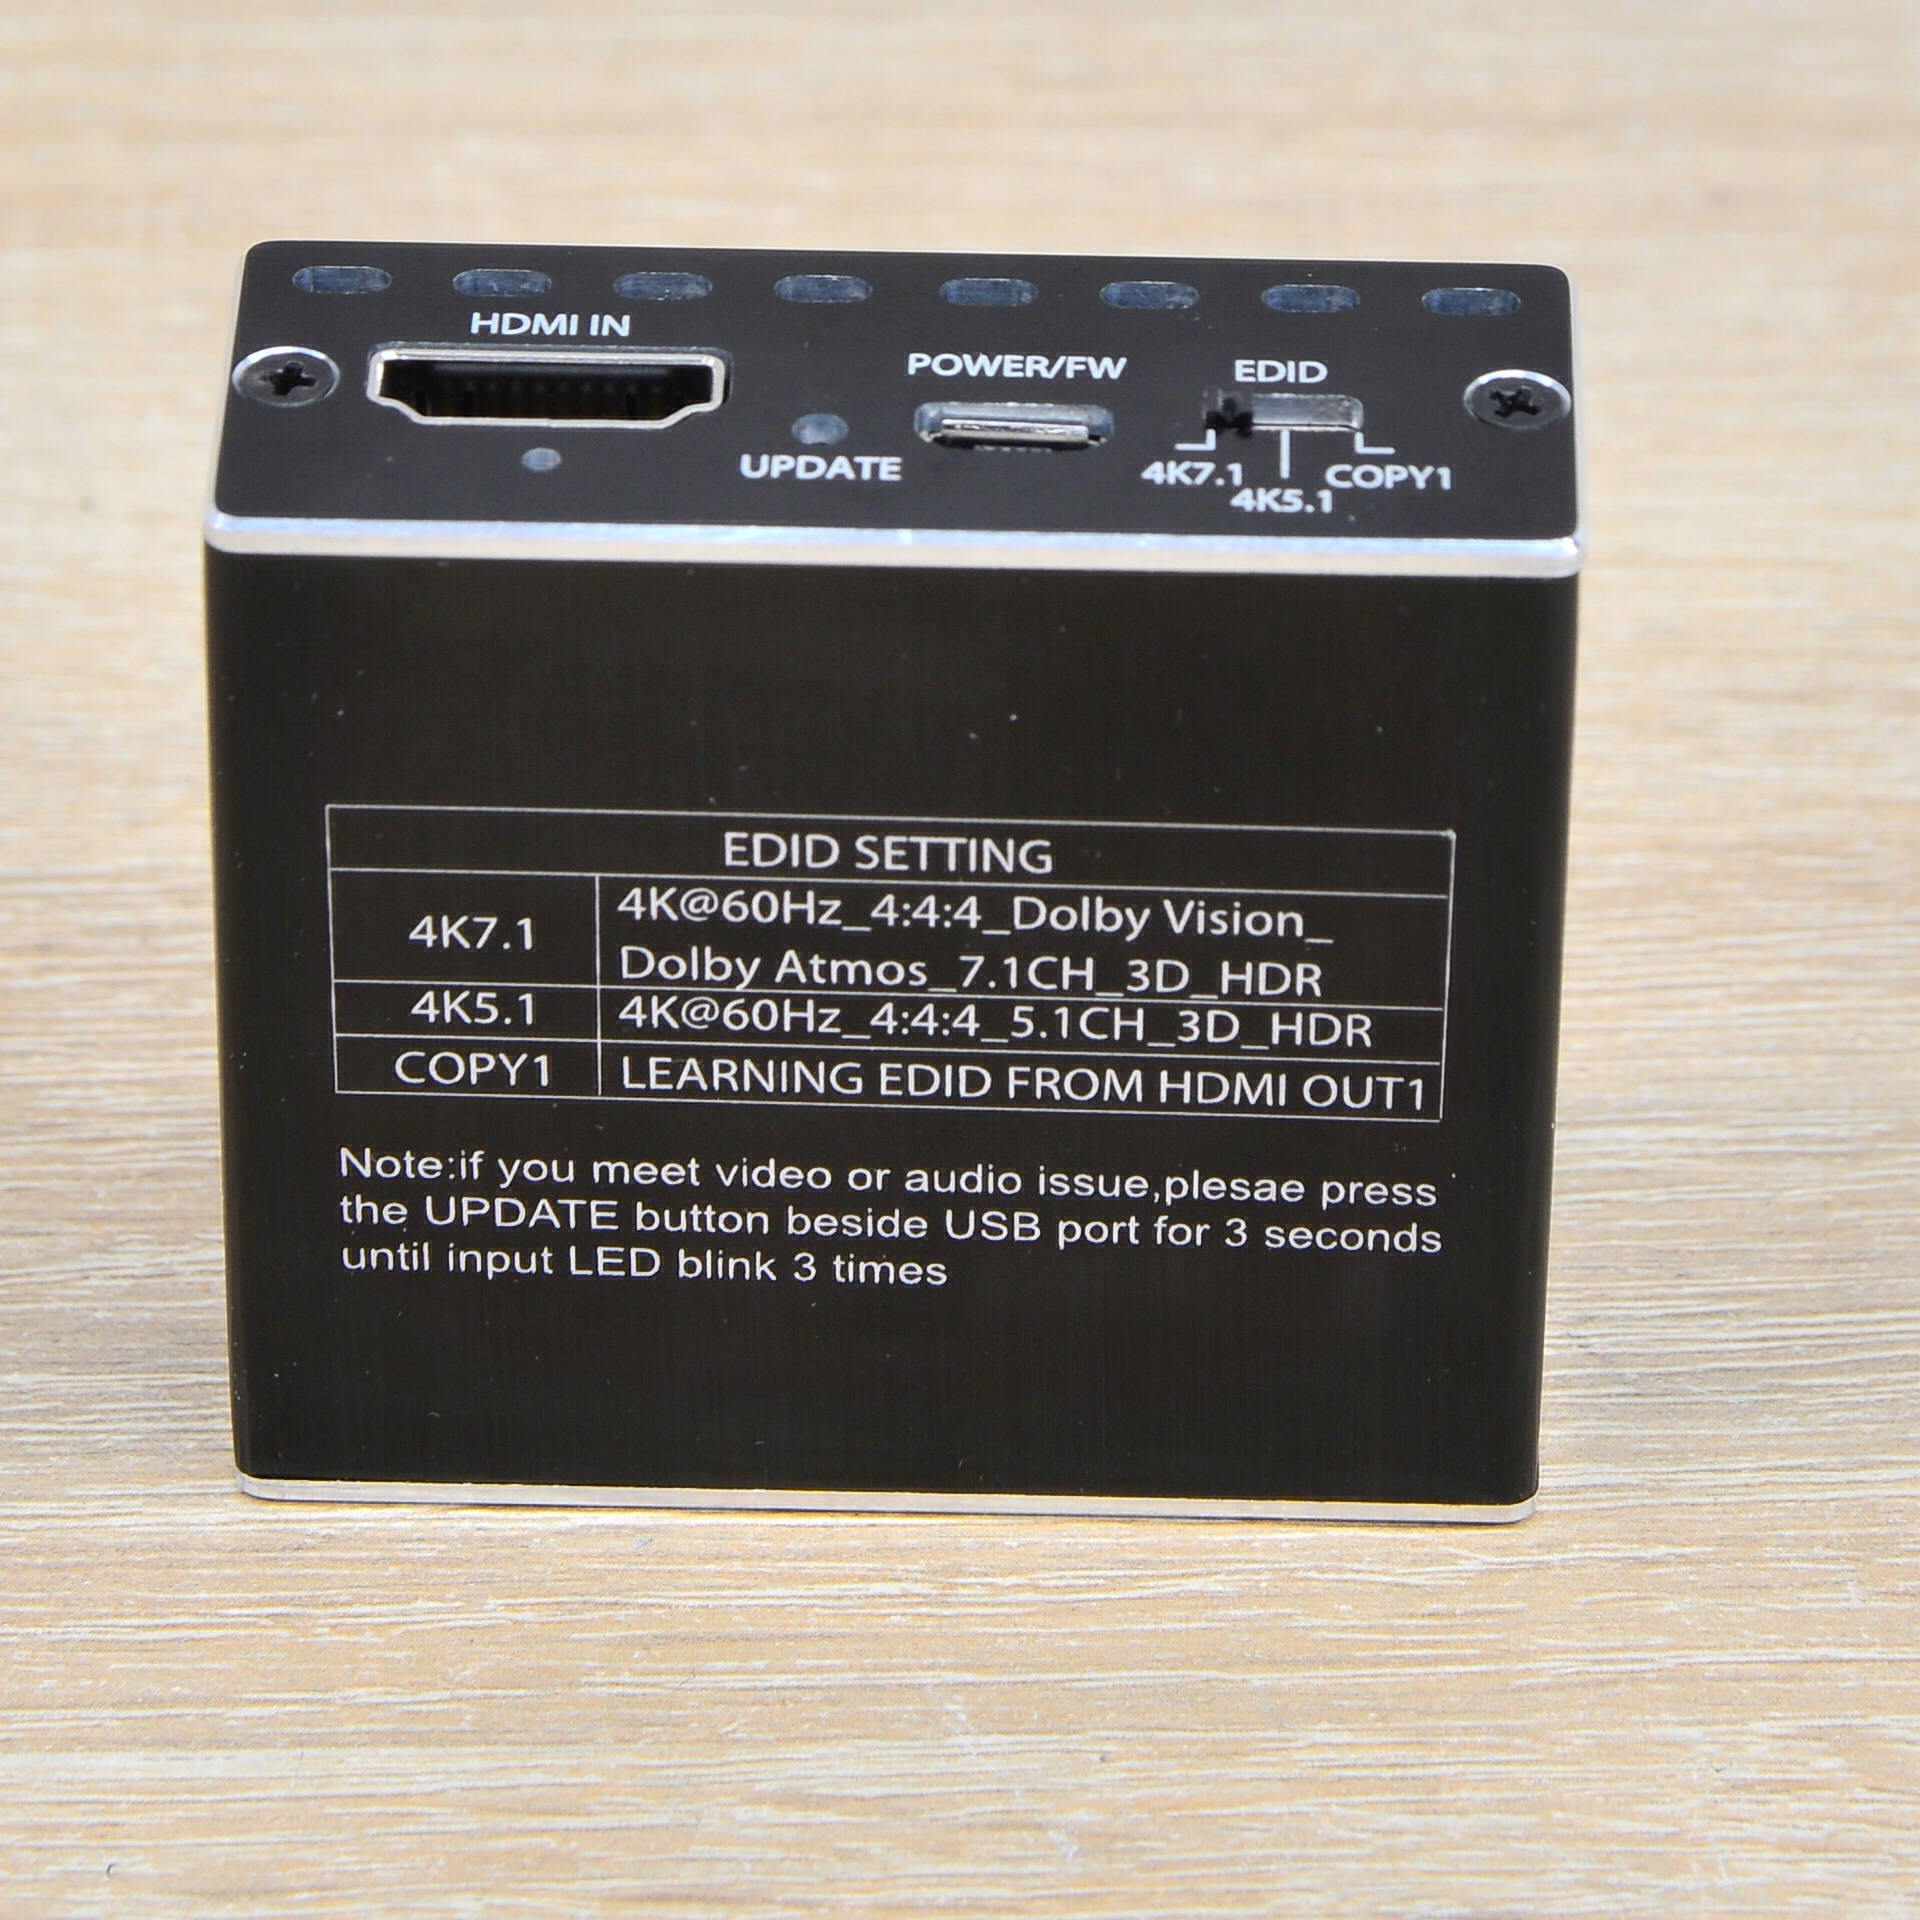 HDMI IN
POWER/FW
EDID
UPDATE
4K7.1
4K5.1
COPY1
EDID SETTING
4K7.1
4K@60Hz_4:4:4_Dolby Vision_
Dolby Atmos_7.1CH_3D_HDR
4K5.1
4K@60Hz_4:4:4_5.1CH_3D_HDR
COPY1
LEARNING EDID FROM HDMI OUT1
Note:if you meet video or audio issue,plesae press
the UPDATE button beside USB port for 3 seconds
until input LED blink 3 times